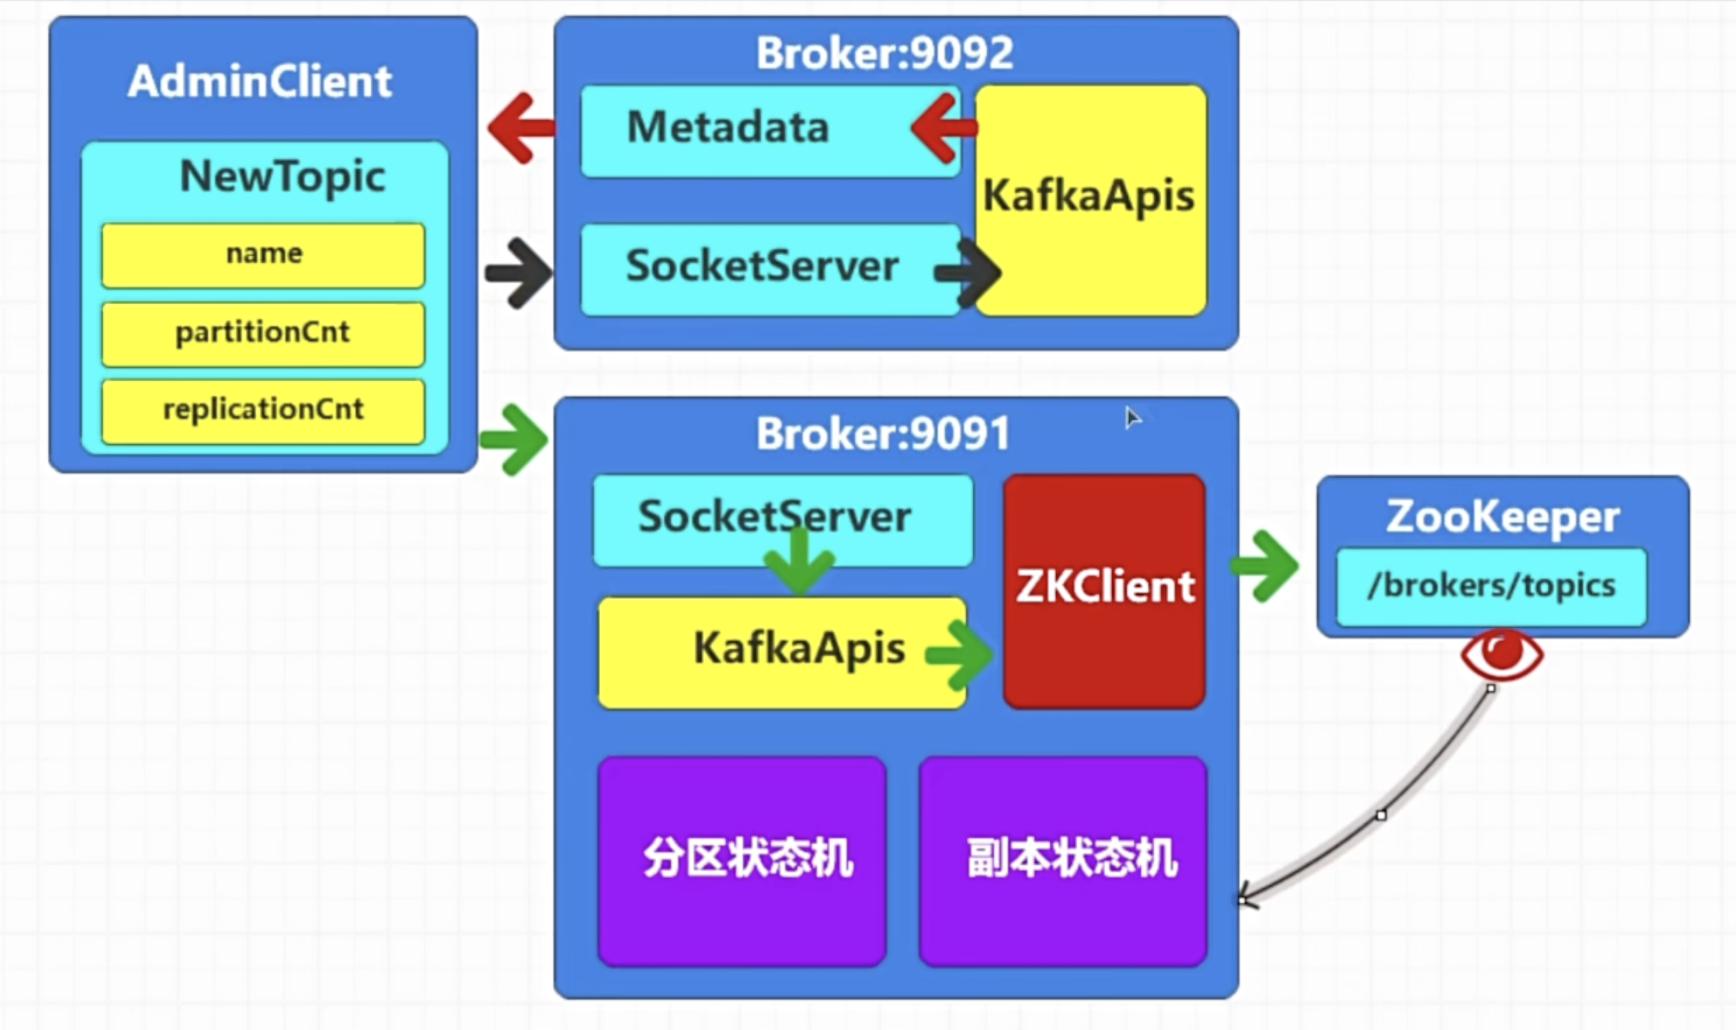 AdminClient
NewTopic
name
partitionCnt
replicationCnt
Broker:9092
Metadata
KafkaApis
SocketServer
Broker:9091
SocketServer
ZKClient
KafkaApis
分区状态机
副本状态机
ZooKeeper
/brokers/topics